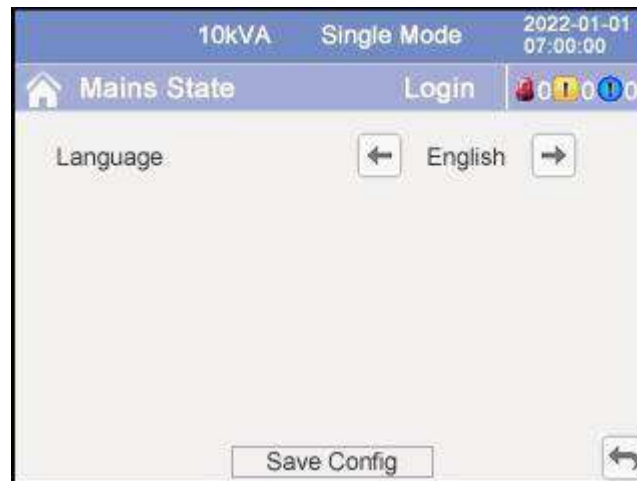 10kVA Single Mode 2022-01-01
07:00:00
Mains State Login 0 0 0
Language English
Save Config